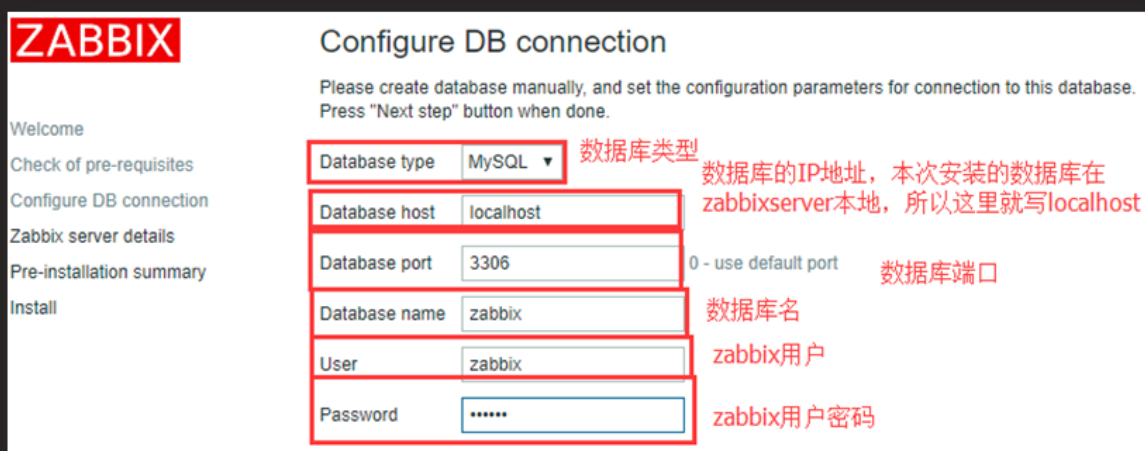 ZABBIX
Configure DB connection
Please create database manually, and set the configuration parameters for connection to this database.
Press "Next step" button when done.
Welcome
Check of pre-requisites
Configure DB connection
Zabbix server details
Pre-installation summary
Install
Database type MySQL ▼ 数据库类型
数据库的IP地址，本次安装的数据库在
zabbixserver本地，所以这里就写localhost
Database host localhost
Database port 3306 0 - use default port 数据库端口
Database name zabbix 数据库名
User zabbix zabbix用户
Password •••••• zabbix用户密码